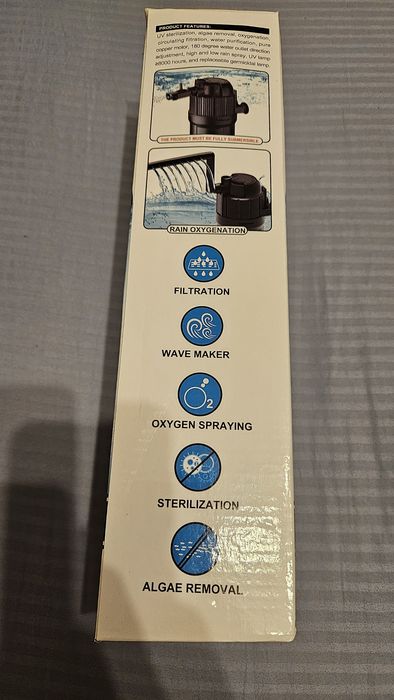 PRODUCT FEATURES:
UV sterilization, algae removal, oxygenation,
circulating filtration, water purification, pure
copper motor, 180 degree water outlet direction
adjustment, high and low rain spray, UV lamp
≥8000 hours, and replaceable germicidal lamp.
THE PRODUCT MUST BE FULLY SUBMERSIBLE
RAIN OXYGENATION
FILTRATION
WAVE MAKER
O2
OXYGEN SPRAYING
STERILIZATION
ALGAE REMOVAL